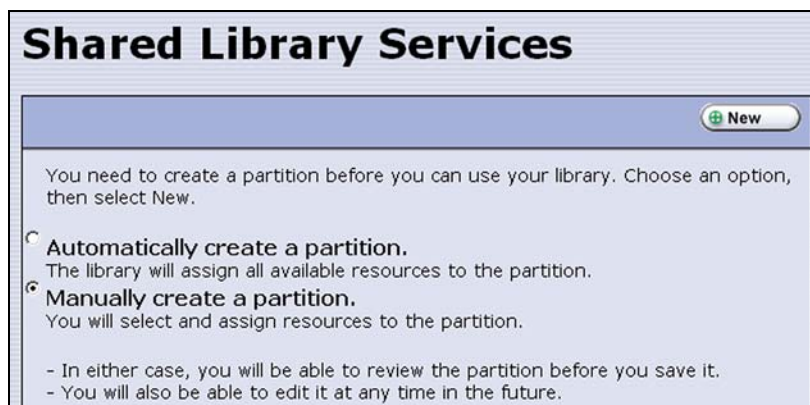 Shared Library Services
New
You need to create a partition before you can use your library. Choose an option,
then select New.
Automatically create a partition.
The library will assign all available resources to the partition.
Manually create a partition.
You will select and assign resources to the partition.
- In either case, you will be able to review the partition before you save it.
- You will also be able to edit it at any time in the future.